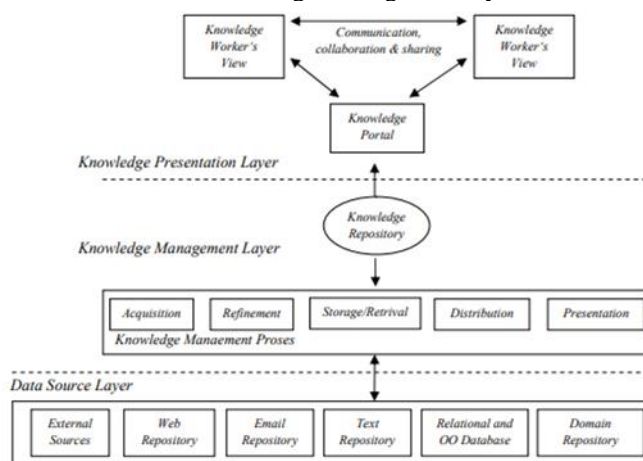 Knowledge
Worker's
View
Communication,
collaboration & sharing
Knowledge
Worker's
View
Knowledge
Portal
Knowledge Presentation Layer
Knowledge
Repository
Knowledge Management Layer
Acquisition
Refinement
Storage/Retrival
Distribution
Presentation
Knowledge Manaement Proses
Data Source Layer
External
Sources
Web
Repository
Email
Repository
Text
Repository
Relational and
OO Database
Domain
Repository